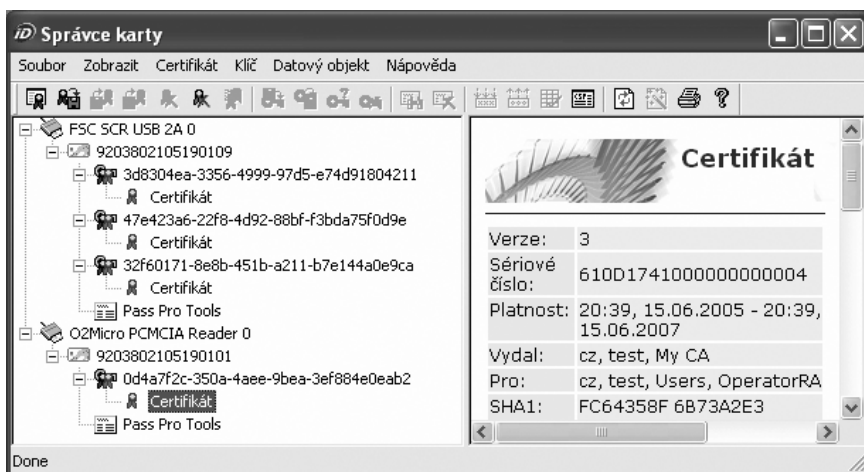 iD Správce karty
Soubor Zobrazit Certifikát Klíč Datový objekt Nápověda
FSC SCR USB 2A 0
9203802105190109
3d8304ea-3356-4999-97d5-e74d91804211
Certifikát
47e423a6-22f8-4d92-88bf-f3bda75f0d9e
Certifikát
32f60171-8e8b-451b-a211-b7e144a0e9ca
Certifikát
Pass Pro Tools
O2Micro PCMCIA Reader 0
9203802105190101
0d4a7f2c-350a-4aee-9bea-3ef884e0eab2
Certifikát
Pass Pro Tools
Certifikát
Verze: 3
Sériové
číslo: 610D1741000000000004
Platnost: 20:39, 15.06.2005 - 20:39,
15.06.2007
Vydal: cz, test, My CA
Pro: cz, test, Users, OperatorRA
SHA1: FC64358F 6B73A2E3
Done